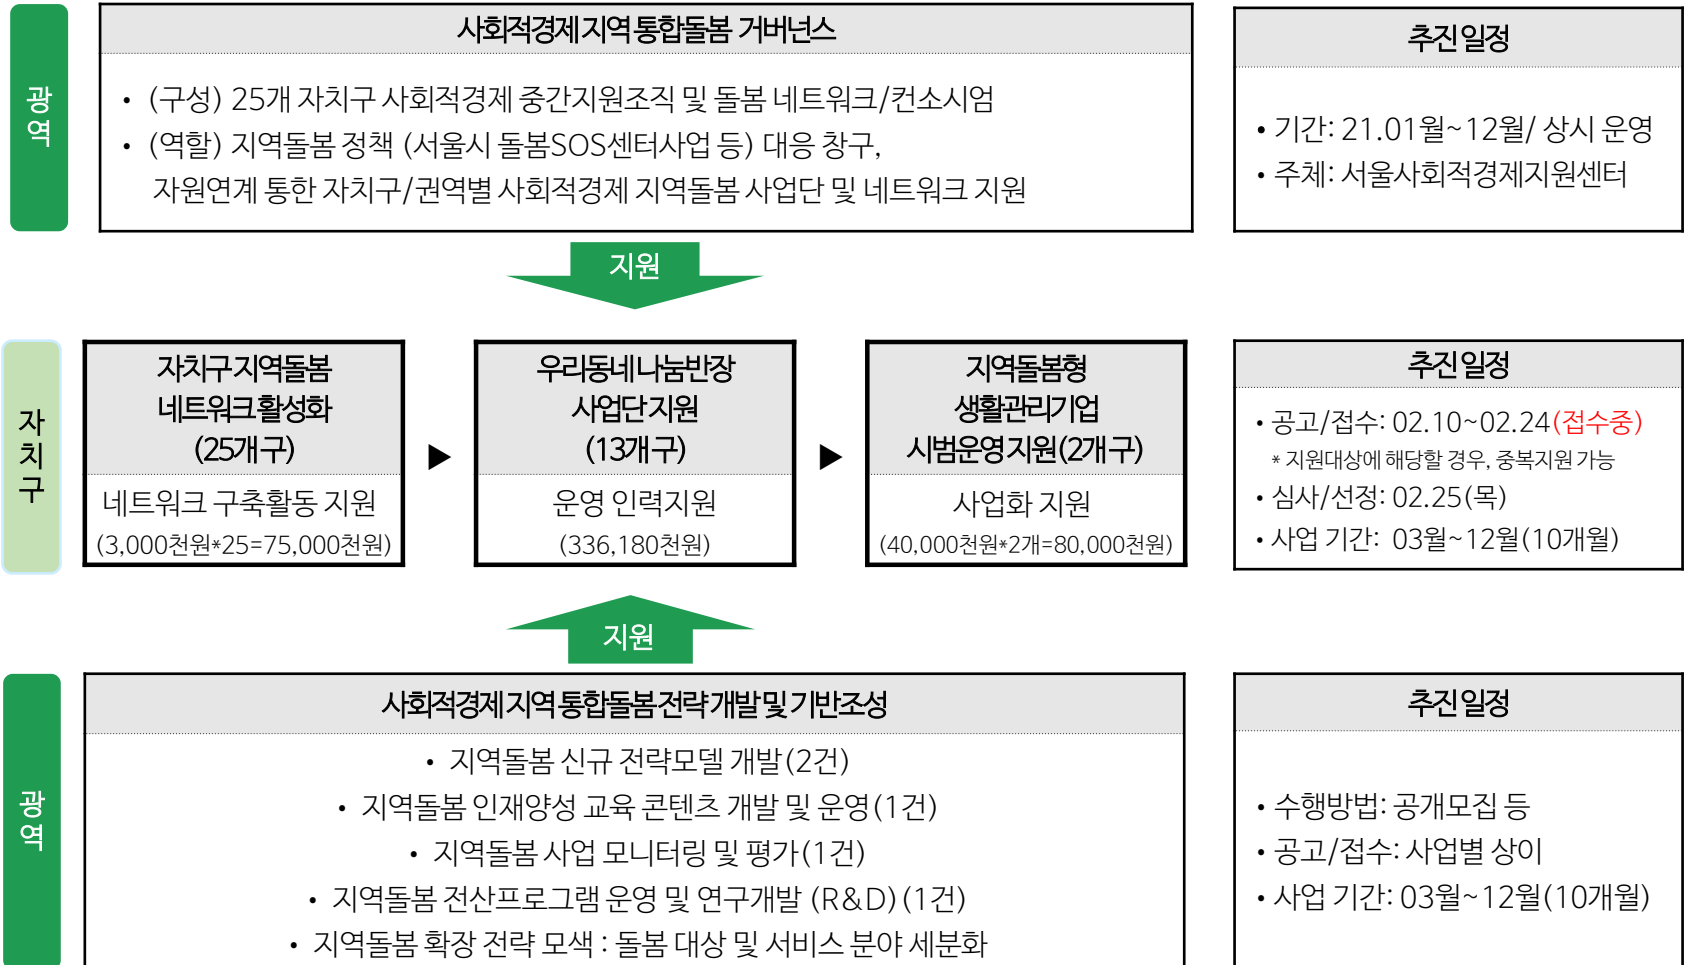 광역
사회적경제 지역 통합돌봄 거버넌스
• (구성) 25개 자치구 사회적경제 중간지원조직 및 돌봄 네트워크/컨소시엄
• (역할) 지역돌봄 정책 (서울시 돌봄SOS센터사업 등) 대응 창구,
자원연계 통한 자치구/권역별 사회적경제 지역돌봄 사업단 및 네트워크 지원
추진 일정
• 기간: 21.01월~12월/ 상시 운영
• 주체: 서울사회적경제지원센터
지원
자치구
자치구 지역돌봄
네트워크 활성화
(25개구)
네트워크 구축활동 지원
(3,000천원*25=75,000천원)
▶
우리동네 나눔반장
사업단 지원
(13개구)
운영 인력지원
(336,180천원)
▶
지역돌봄형
생활관리기업
시범운영 지원(2개구)
사업화 지원
(40,000천원*2개=80,000천원)
추진 일정
• 공고/접수: 02.10~02.24(접수중)
* 지원대상에 해당할 경우, 중복지원 가능
• 심사/선정: 02.25(목)
• 사업 기간: 03월~12월(10개월)
지원
광역
사회적경제 지역 통합돌봄 전략 개발 및 기반조성
• 지역돌봄 신규 전략모델 개발(2건)
• 지역돌봄 인재양성 교육 콘텐츠 개발 및 운영(1건)
• 지역돌봄 사업 모니터링 및 평가(1건)
• 지역돌봄 전산프로그램 운영 및 연구개발 (R&D)(1건)
• 지역돌봄 확장 전략 모색 : 돌봄 대상 및 서비스 분야 세분화
추진 일정
• 수행방법: 공개모집 등
• 공고/접수: 사업별 상이
• 사업 기간: 03월~12월(10개월)